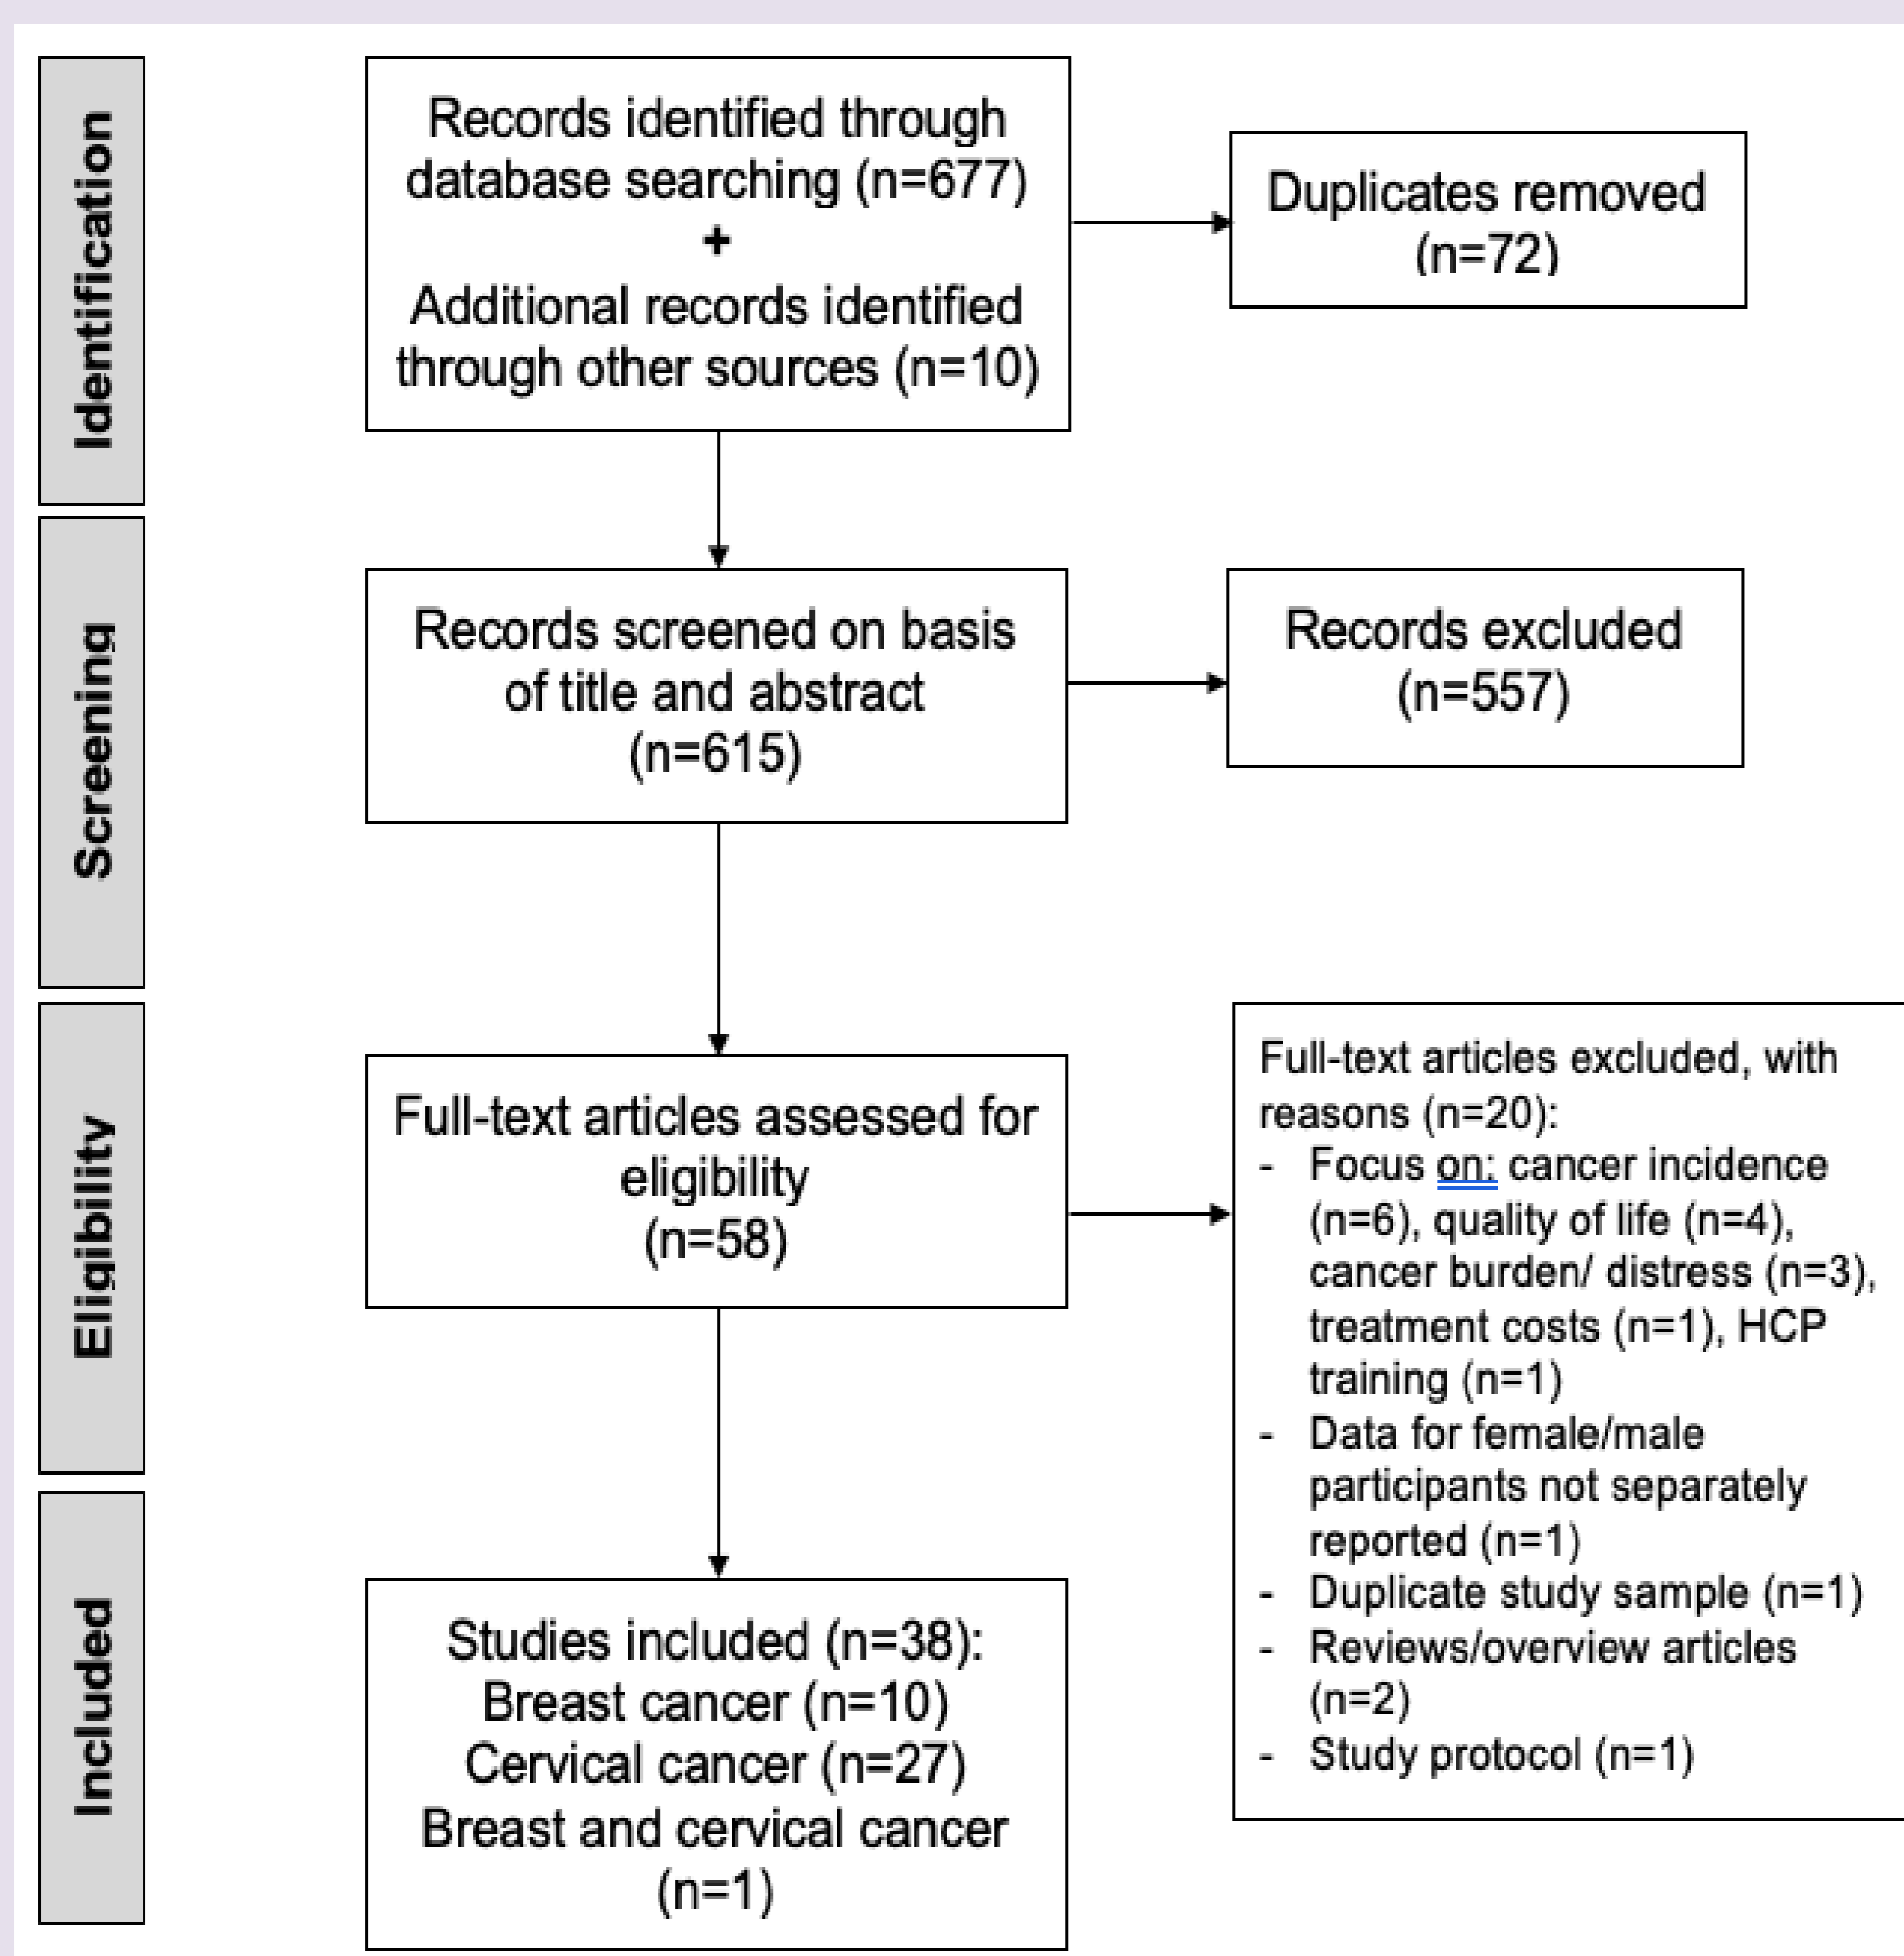 Identification
Records identified through
database searching (n=677)
+
Additional records identified
through other sources (n=10)
Duplicates removed
(n=72)
Screening
Records screened on basis
of title and abstract
(n=615)
Records excluded
(n=557)
Eligibility
Full-text articles assessed for
eligibility
(n=58)
Full-text articles excluded, with
reasons (n=20):
- Focus on: cancer incidence
(n=6), quality of life (n=4),
cancer burden/ distress (n=3),
treatment costs (n=1), HCP
training (n=1)
- Data for female/male
participants not separately
reported (n=1)
- Duplicate study sample (n=1)
- Reviews/overview articles
(n=2)
- Study protocol (n=1)
Included
Studies included (n=38):
Breast cancer (n=10)
Cervical cancer (n=27)
Breast and cervical cancer
(n=1)